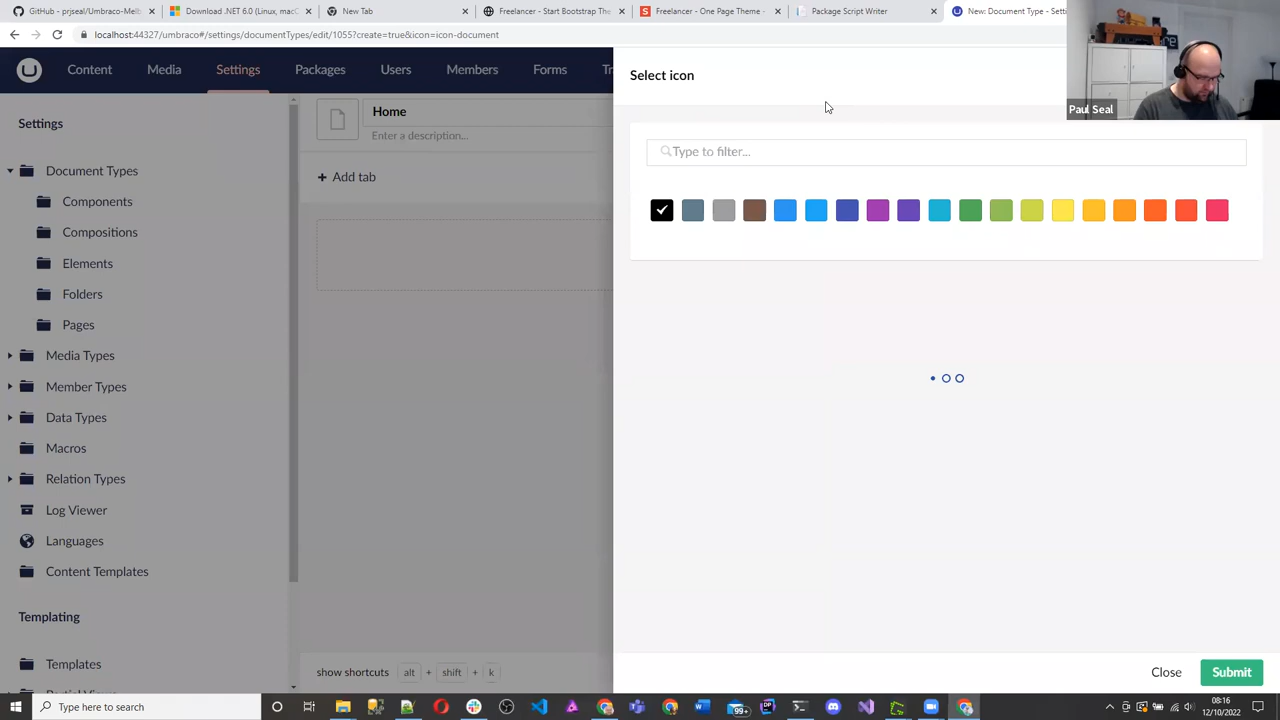 GitHub - prjseal/Umbraco-Melb
Download .NET 6.0 (Linux, macO
New Tab
Freelancer - Start Bootstrap The
Freelancer - One Page Theme -
Package Script Writer
New: Document Type - Setti
localhost:44327/umbraco#/settings/documentTypes/edit/1055?create=true&icon=icon-document
Content
Media
Settings
Packages
Users
Members
Forms
Tr
Select icon
Paul Seal
Settings
Home
Enter a description...
Type to filter...
Document Types
Add tab
Components
Compositions
Elements
Folders
Pages
Media Types
Member Types
Data Types
Macros
Relation Types
Log Viewer
Languages
Content Templates
Templating
Templates
show shortcuts alt + shift + k
Close
Submit
Type here to search
99+
08:16
12/10/2022